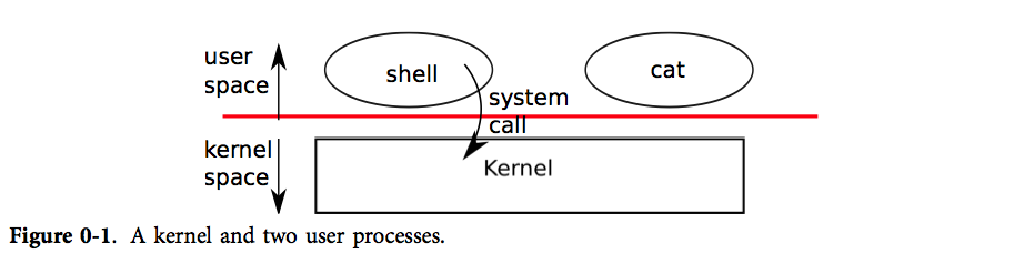 user
space
shell
cat
system
call
kernel
space
Kernel
Figure 0-1. A kernel and two user processes.